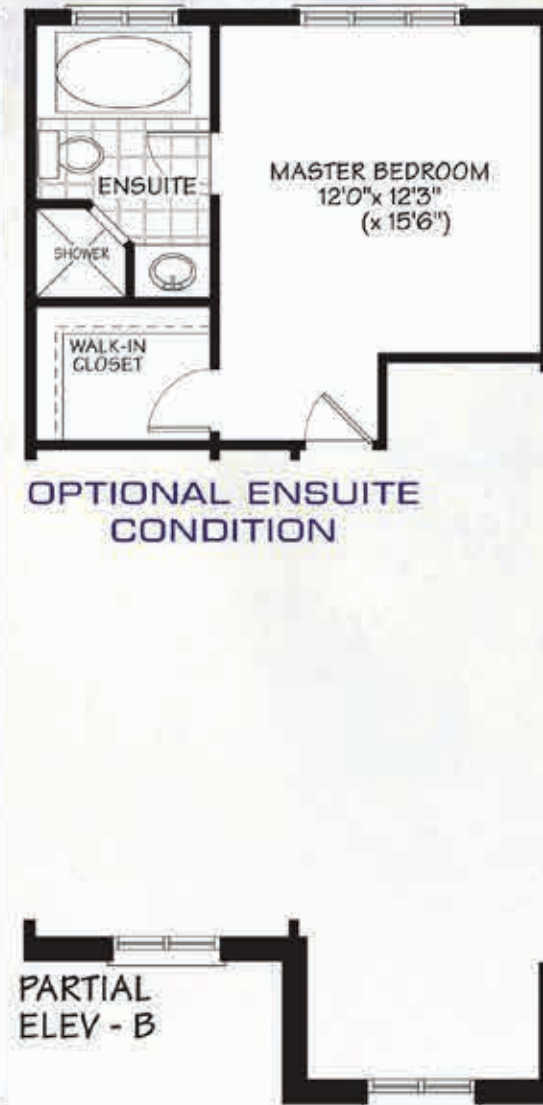 ENSUITE
MASTER BEDROOM
12'0"x 12'3"
(x 15'6")
SHOWER
WALK-IN
CLOSET
OPTIONAL ENSUITE
CONDITION
PARTIAL
ELEV - B